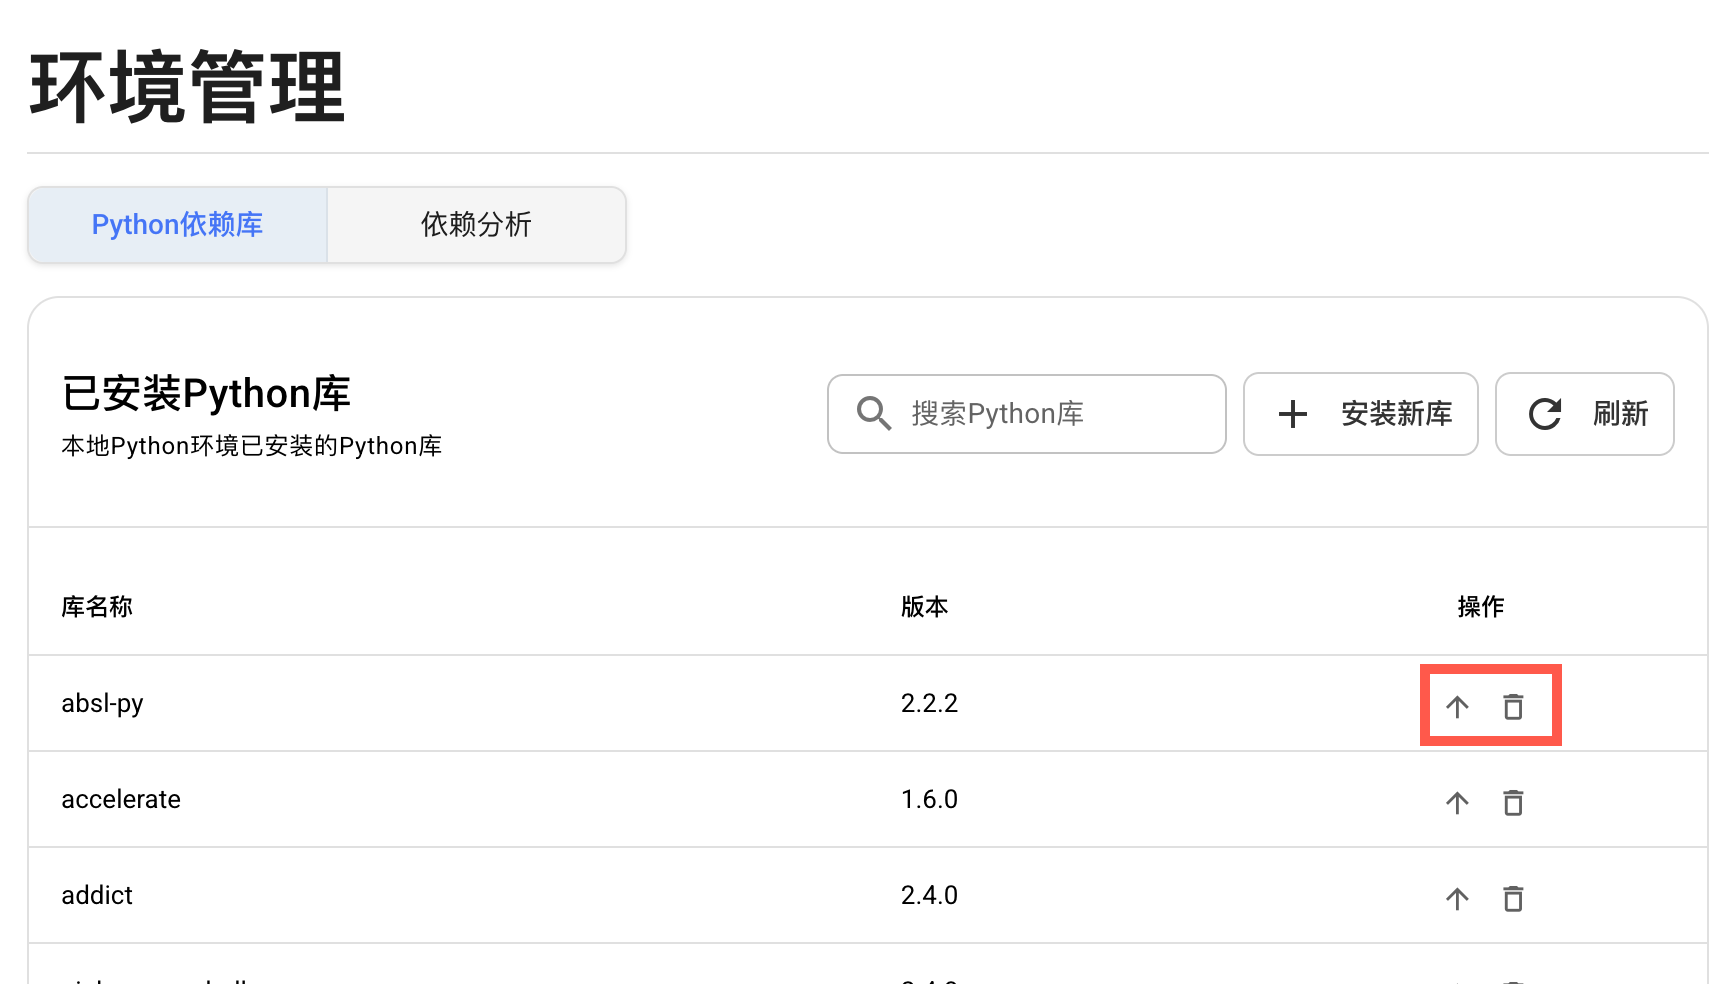 环境管理
Python依赖库 依赖分析
已安装Python库
本地Python环境已安装的Python库
搜索Python库 安装新库 刷新
库名称 版本 操作
absl-py 2.2.2
accelerate 1.6.0
addict 2.4.0